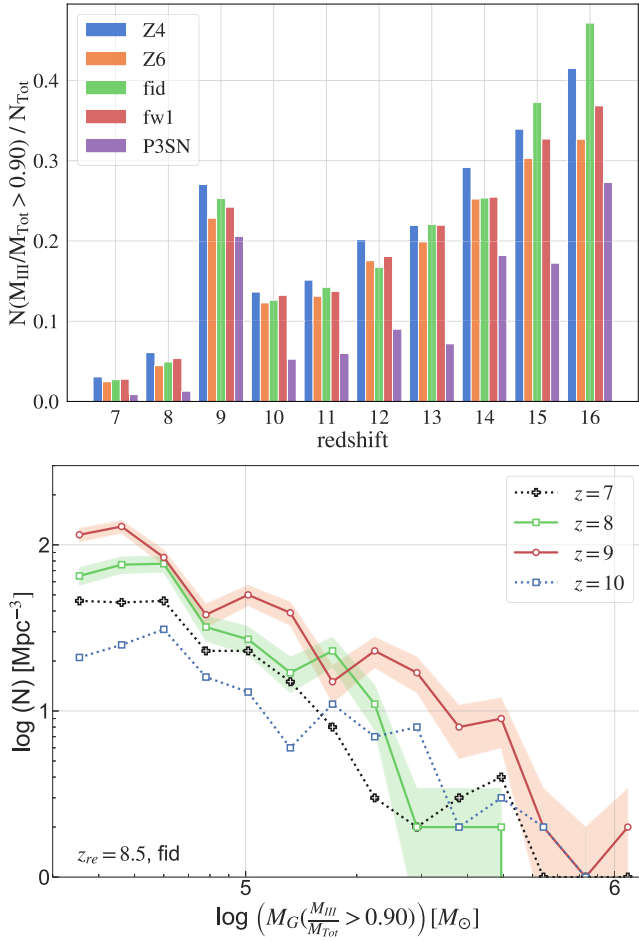 N(M_III/M_Tot > 0.90) / N_Tot
0.4
0.3
0.2
0.1
0.0
Z4
Z6
fid
fw1
P3SN
7 8 9 10 11 12 13 14 15 16
redshift
log (N) [Mpc⁻³]
2
1
0
z = 7
z = 8
z = 9
z = 10
z_re = 8.5, fid
5 6
log (M_G(M_III/M_Tot > 0.90)) [M_⊙]